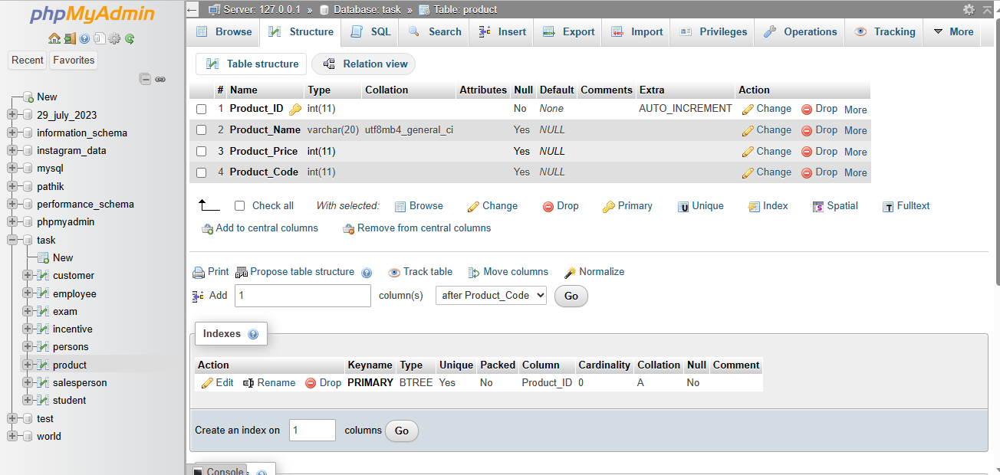 phpMyAdmin
Recent Favorites
New
29_july_2023
information_schema
instagram_data
mysql
pathik
performance_schema
phpmyadmin
task
New
customer
employee
exam
incentive
persons
product
salesperson
student
test
world
Server: 127.0.0.1 » Database: task » Table: product
Browse Structure SQL Search Insert Export Import Privileges Operations Tracking More
Table structure Relation view
# Name Type Collation Attributes Null Default Comments Extra Action
1 Product_ID int(11) No None AUTO_INCREMENT Change Drop More
2 Product_Name varchar(20) utf8mb4_general_ci Yes NULL Change Drop More
3 Product_Price int(11) Yes NULL Change Drop More
4 Product_Code int(11) Yes NULL Change Drop More
Check all With selected: Browse Change Drop Primary Unique Index Spatial Fulltext
Add to central columns Remove from central columns
Print Propose table structure Track table Move columns Normalize
Add 1 column(s) after Product_Code Go
Indexes
Action Keyname Type Unique Packed Column Cardinality Collation Null Comment
Edit Rename Drop PRIMARY BTREE Yes No Product_ID 0 A No
Create an index on 1 columns Go
Console